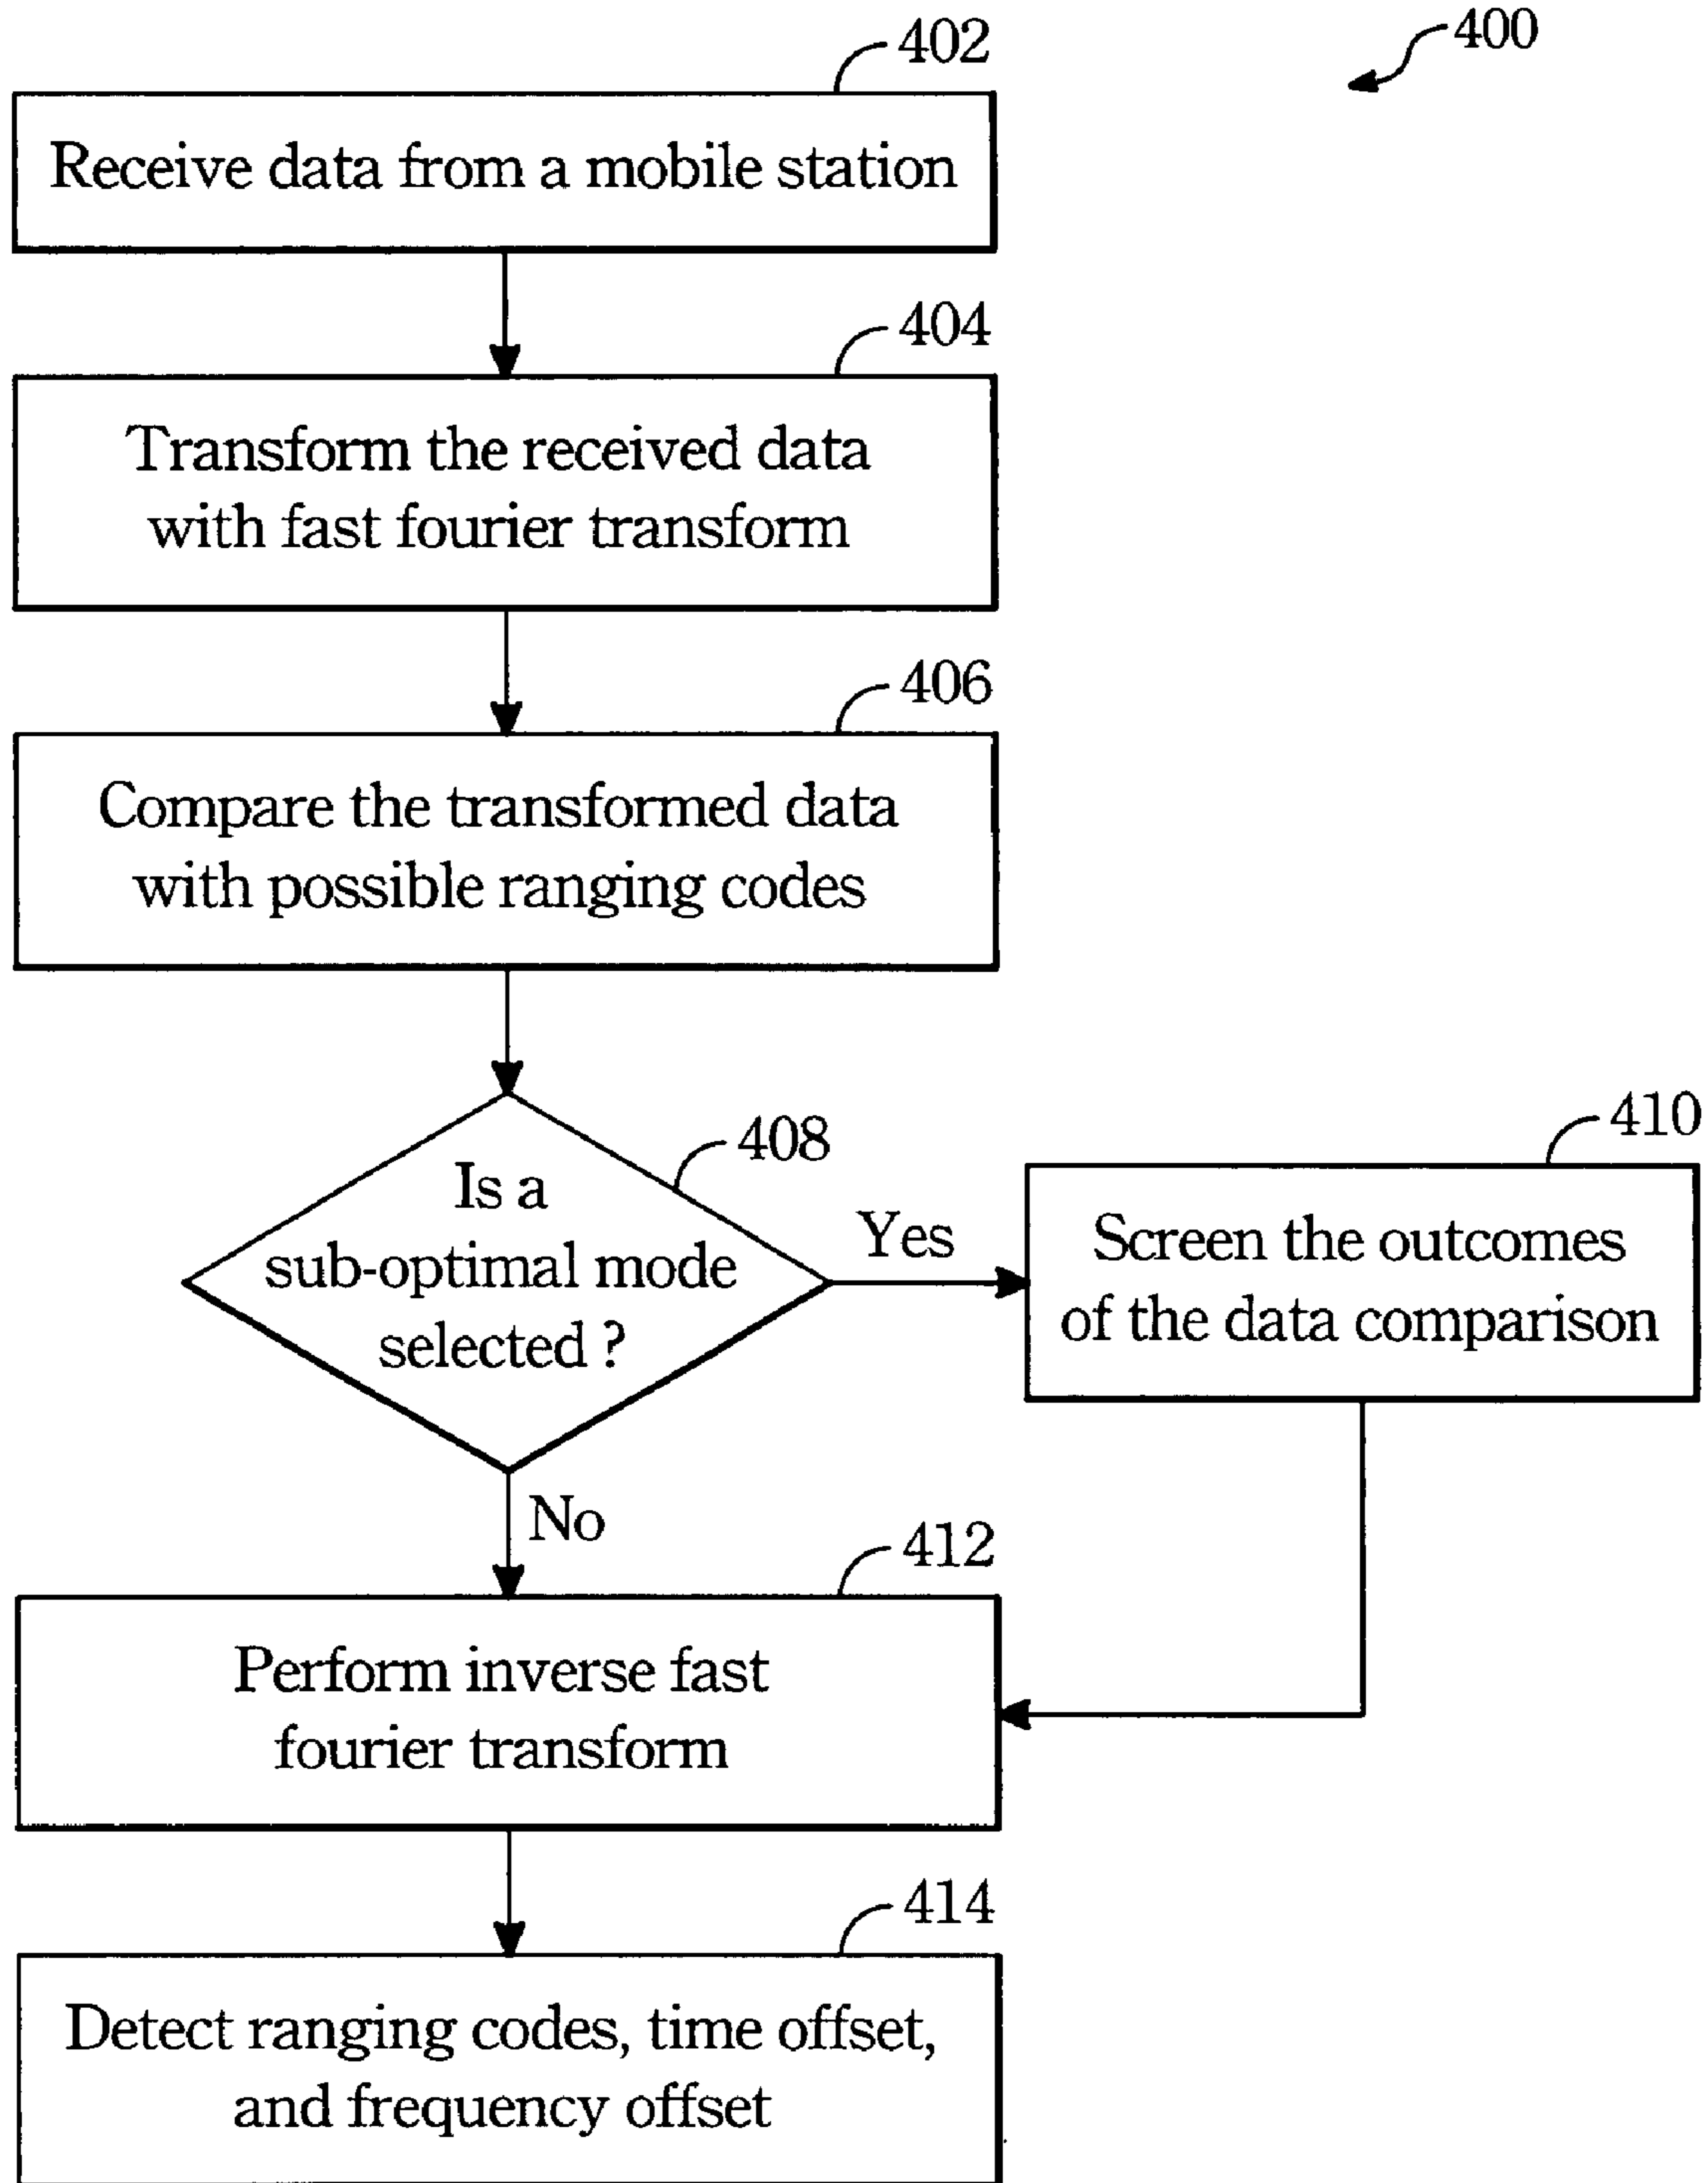 400
402
Receive data from a mobile station
404
Transform the received data
with fast fourier transform
406
Compare the transformed data
with possible ranging codes
408
Is a
sub-optimal mode
selected ?
Yes
410
Screen the outcomes
of the data comparison
No
412
Perform inverse fast
fourier transform
414
Detect ranging codes, time offset,
and frequency offset